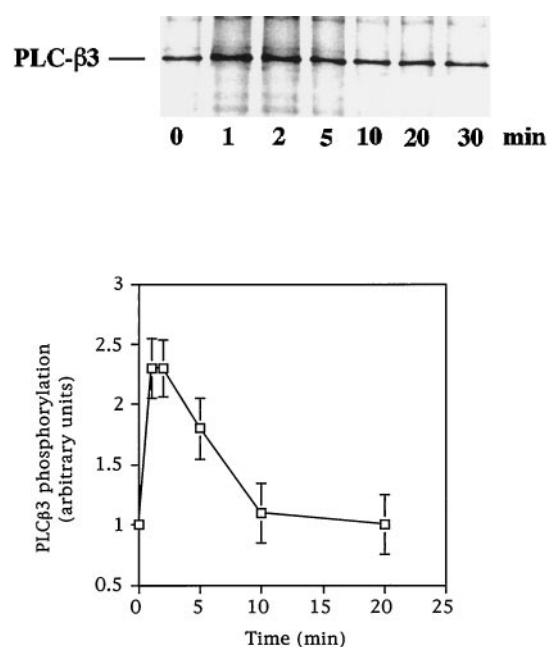 PLC-β3
0 1 2 5 10 20 30 min
3
2.5
2
1.5
1
0.5
0 5 10 15 20 25
PLCβ3 phosphorylation
(arbitrary units)
Time (min)